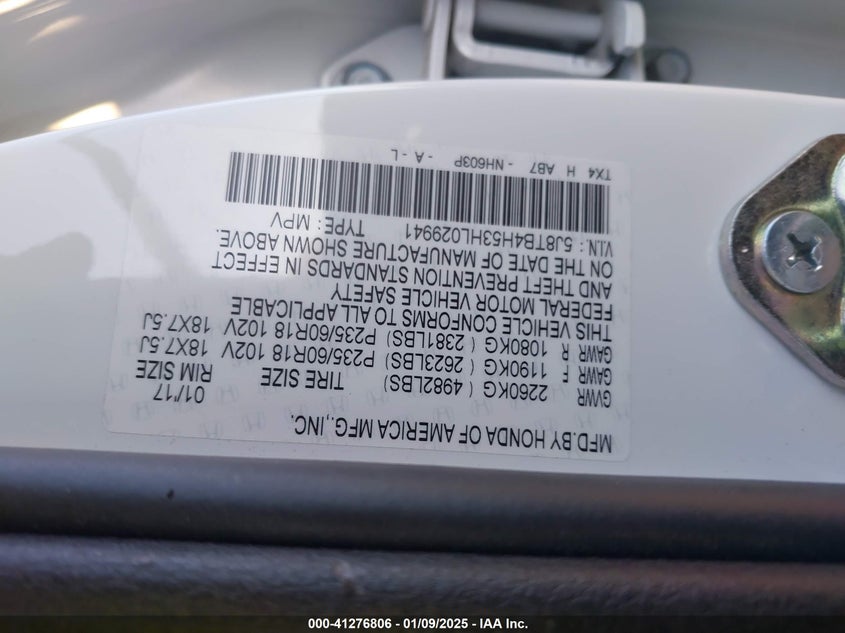 MFD.BY HONDA OF AMERICA MFG.,INC. 01/17
GVWR 2260KG ( 4982LBS) TIRE SIZE RIM SIZE
GAWR F 1190KG ( 2623LBS) P235/60R18 102V 18X7.5J
GAWR R 1080KG ( 2381LBS) P235/60R18 102V 18X7.5J
THIS VEHICLE CONFORMS TO ALL APPLICABLE
FEDERAL MOTOR VEHICLE SAFETY
AND THEFT PREVENTION STANDARDS IN EFFECT
ON THE DATE OF MANUFACTURE SHOWN ABOVE.
VIN : 5J8TB4H53HL029941 TYPE : MPV
TX4 H AB7 - NH603P - A - L
000-41276806 - 01/09/2025 - IAA Inc.